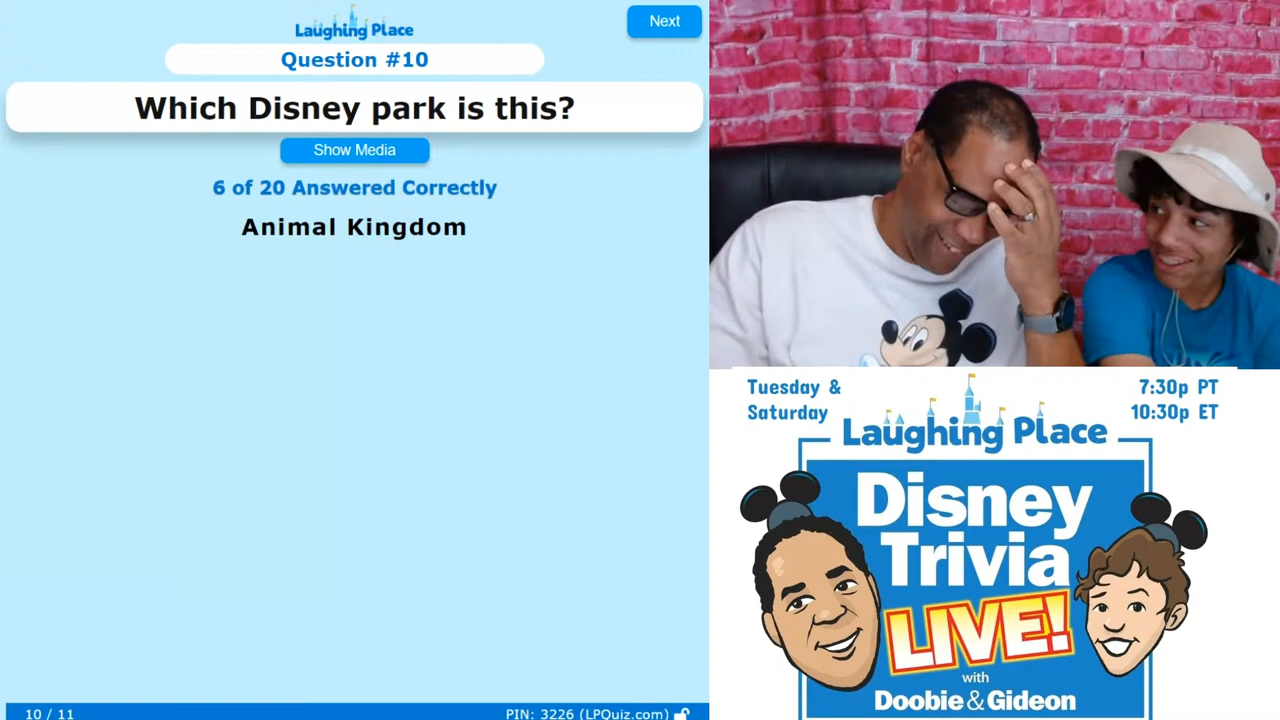 Laughing Place
Next
Question #10
Which Disney park is this?
Show Media
6 of 20 Answered Correctly
Animal Kingdom
10 / 11
PIN: 3226 (LPQuiz.com)
Tuesday &
Saturday
7:30p PT
10:30p ET
Laughing Place
Disney
Trivia
LIVE!
with
Doobie & Gideon